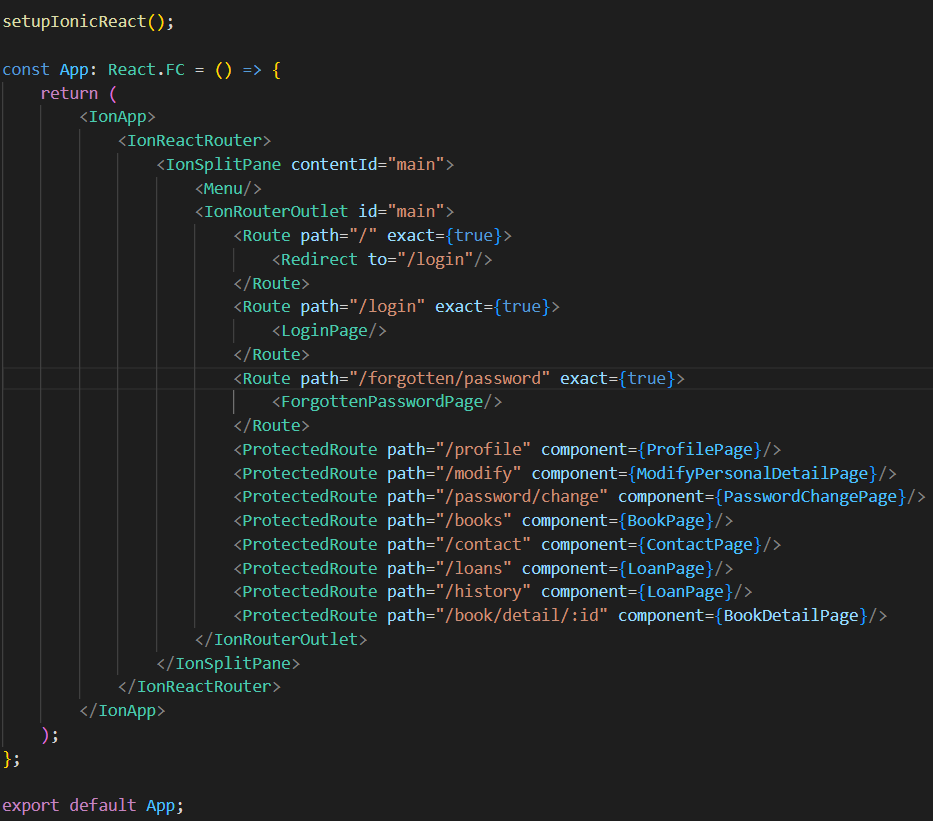 setupIonicReact();
const App: React.FC = () => {
return (
<IonApp>
<IonReactRouter>
<IonSplitPane contentId="main">
<Menu/>
<IonRouterOutlet id="main">
<Route path="/" exact={true}>
<Redirect to="/login"/>
</Route>
<Route path="/login" exact={true}>
<LoginPage/>
</Route>
<Route path="/forgotten/password" exact={true}>
<ForgottenPasswordPage/>
</Route>
<ProtectedRoute path="/profile" component={ProfilePage}/>
<ProtectedRoute path="/modify" component={ModifyPersonalDetailPage}/>
<ProtectedRoute path="/password/change" component={PasswordChangePage}/>
<ProtectedRoute path="/books" component={BookPage}/>
<ProtectedRoute path="/contact" component={ContactPage}/>
<ProtectedRoute path="/loans" component={LoanPage}/>
<ProtectedRoute path="/history" component={LoanPage}/>
<ProtectedRoute path="/book/detail/:id" component={BookDetailPage}/>
</IonRouterOutlet>
</IonSplitPane>
</IonReactRouter>
</IonApp>
);
};
export default App;